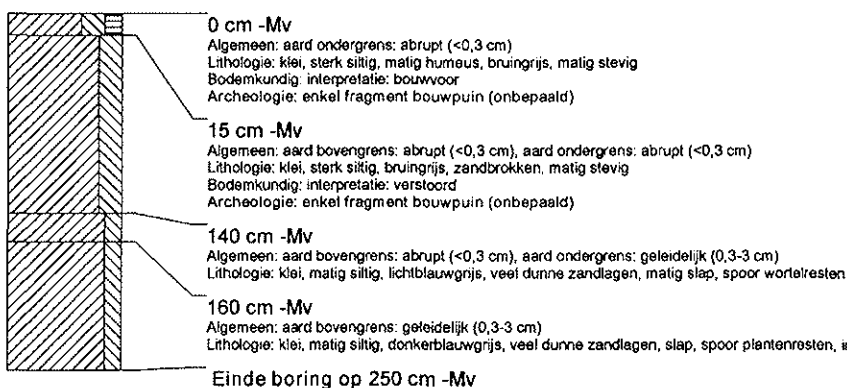 0 cm -Mv
Algemeen: aard ondergrens: abrupt (<0,3 cm)
Lithologie: klei, sterk siltig, matig humeus, bruingrijs, matig stevig
Bodemkundig: interpretatie: bouwvoor
Archeologie: enkel fragment bouwpuin (onbepaald)
15 cm -Mv
Algemeen: aard bovengrens: abrupt (<0,3 cm), aard ondergrens: abrupt (<0,3 cm)
Lithologie: klei, sterk siltig, bruingrijs, zandbrokken, matig stevig
Bodemkundig: interpretatie: verstoord
Archeologie: enkel fragment bouwpuin (onbepaald)
140 cm -Mv
Algemeen: aard bovengrens: abrupt (<0,3 cm), aard ondergrens: geleidelijk (0,3-3 cm)
Lithologie: klei, matig siltig, lichtblauwgrijs, veel dunne zandlagen, matig slap, spoor wortelresten
160 cm -Mv
Algemeen: aard bovengrens: geleidelijk (0,3-3 cm)
Lithologie: klei, matig siltig, donkerblauwgrijs, veel dunne zandlagen, slap, spoor plantenresten,
Einde boring op 250 cm -Mv